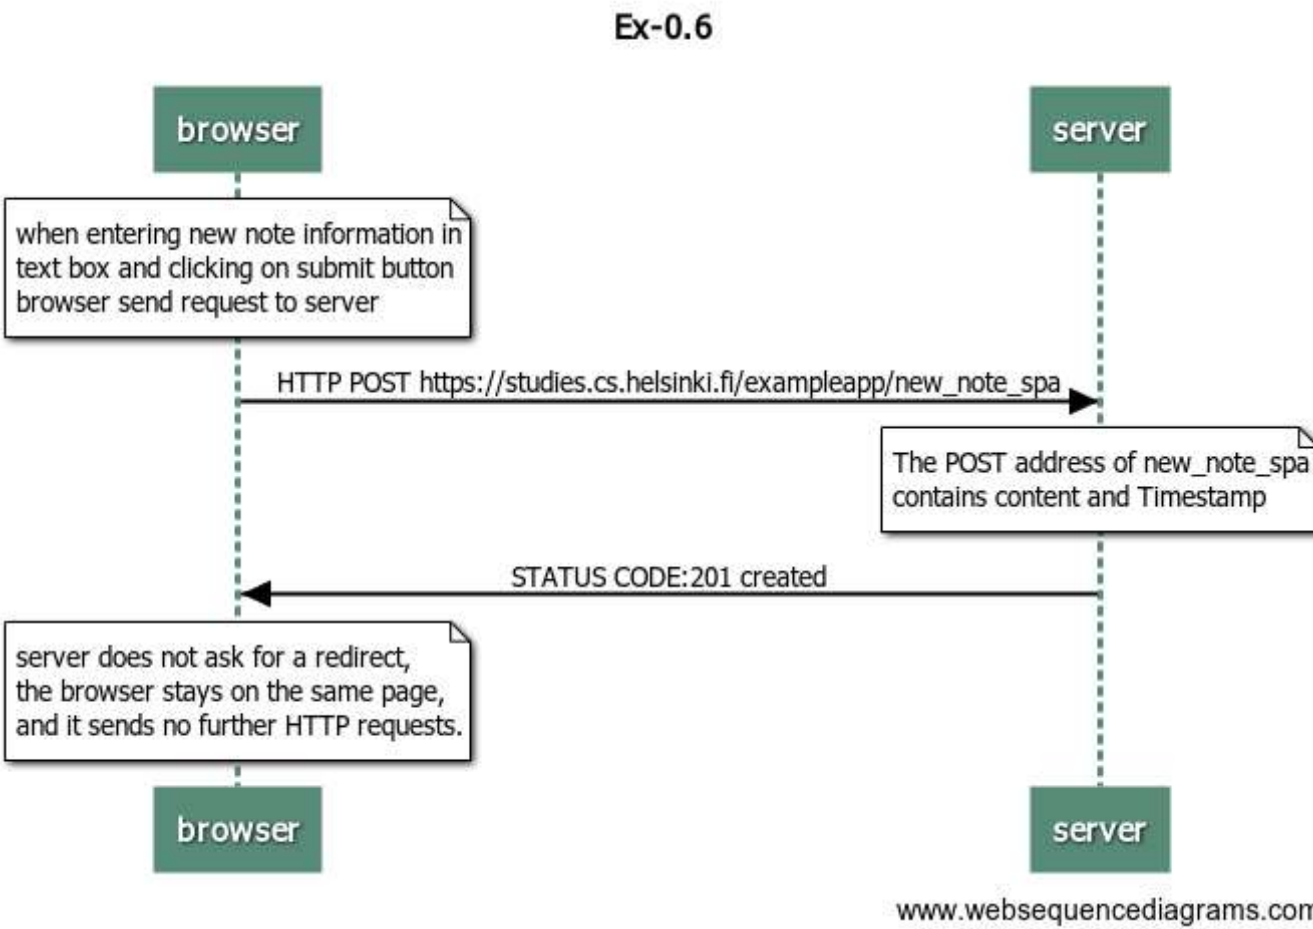 Ex-0.6
browser
server
when entering new note information in
text box and clicking on submit button
browser send request to server
HTTP POST https://studies.cs.helsinki.fi/exampleapp/new_note_spa
The POST address of new_note_spa
contains content and Timestamp
STATUS CODE:201 created
server does not ask for a redirect,
the browser stays on the same page,
and it sends no further HTTP requests.
browser
server
www.websequencediagrams.com